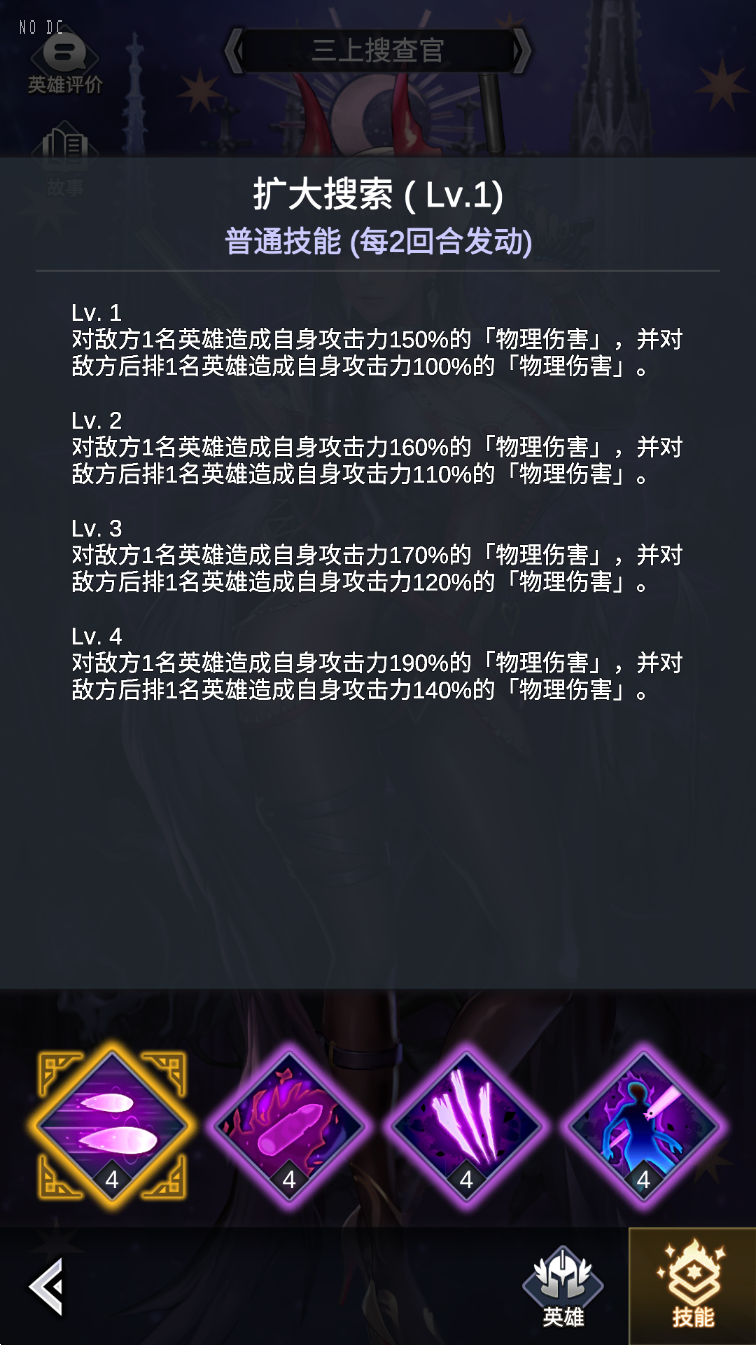 NO DC
三上搜查官
英雄评价
故事
扩大搜索 ( Lv.1)
普通技能 (每2回合发动)
Lv. 1
对敌方1名英雄造成自身攻击力150%的「物理伤害」，并对
敌方后排1名英雄造成自身攻击力100%的「物理伤害」。
Lv. 2
对敌方1名英雄造成自身攻击力160%的「物理伤害」，并对
敌方后排1名英雄造成自身攻击力110%的「物理伤害」。
Lv. 3
对敌方1名英雄造成自身攻击力170%的「物理伤害」，并对
敌方后排1名英雄造成自身攻击力120%的「物理伤害」。
Lv. 4
对敌方1名英雄造成自身攻击力190%的「物理伤害」，并对
敌方后排1名英雄造成自身攻击力140%的「物理伤害」。
4 4 4 4
英雄 技能